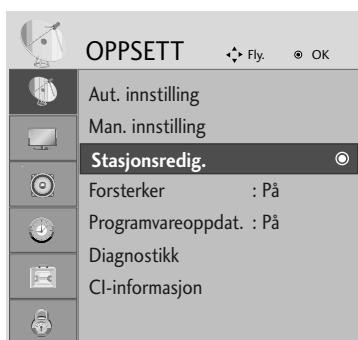 OPPSETT Fly. OK
Aut. innstilling
Man. innstilling
Stasjonsredig.
Forsterker : På
Programvareoppdat. : På
Diagnostikk
CI-informasjon